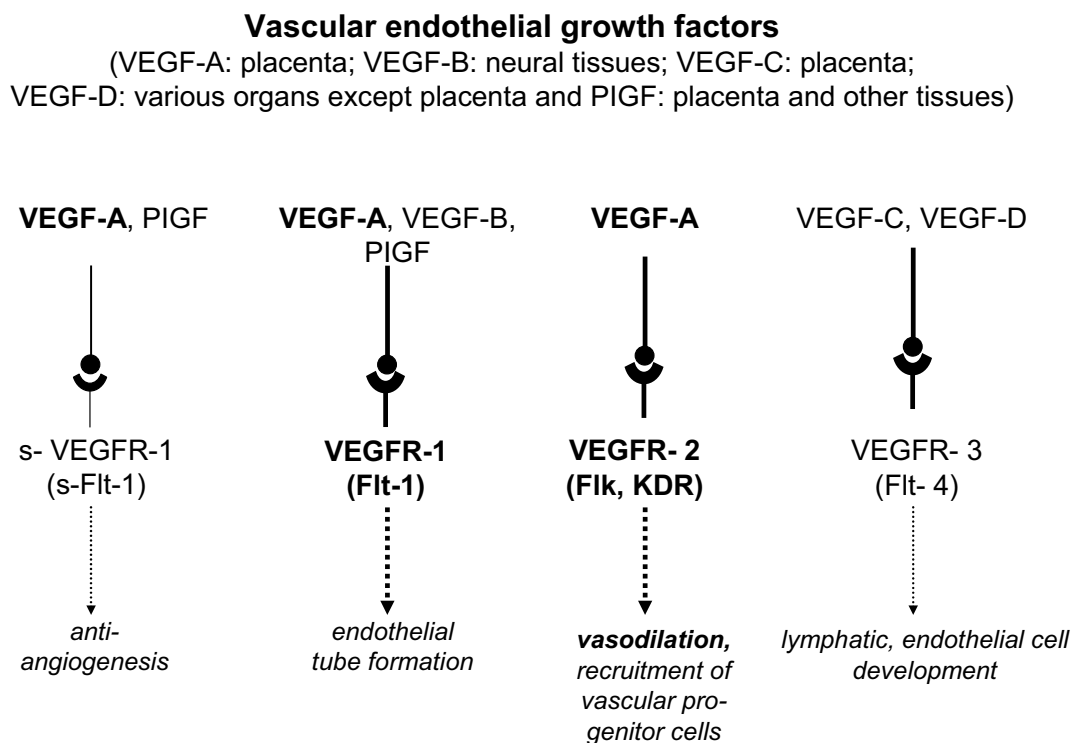 Vascular endothelial growth factors
(VEGF-A: placenta; VEGF-B: neural tissues; VEGF-C: placenta;
VEGF-D: various organs except placenta and PIGF: placenta and other tissues)
VEGF-A, PIGF
VEGF-A, VEGF-B,
PIGF
VEGF-A
VEGF-C, VEGF-D
s- VEGFR-1
(s-Flt-1)
VEGFR-1
(Flt-1)
VEGFR- 2
(Flk, KDR)
VEGFR- 3
(Flt- 4)
anti-
angiogenesis
endothelial
tube formation
vasodilation,
recruitment of
vascular pro-
genitor cells
lymphatic, endothelial cell
development